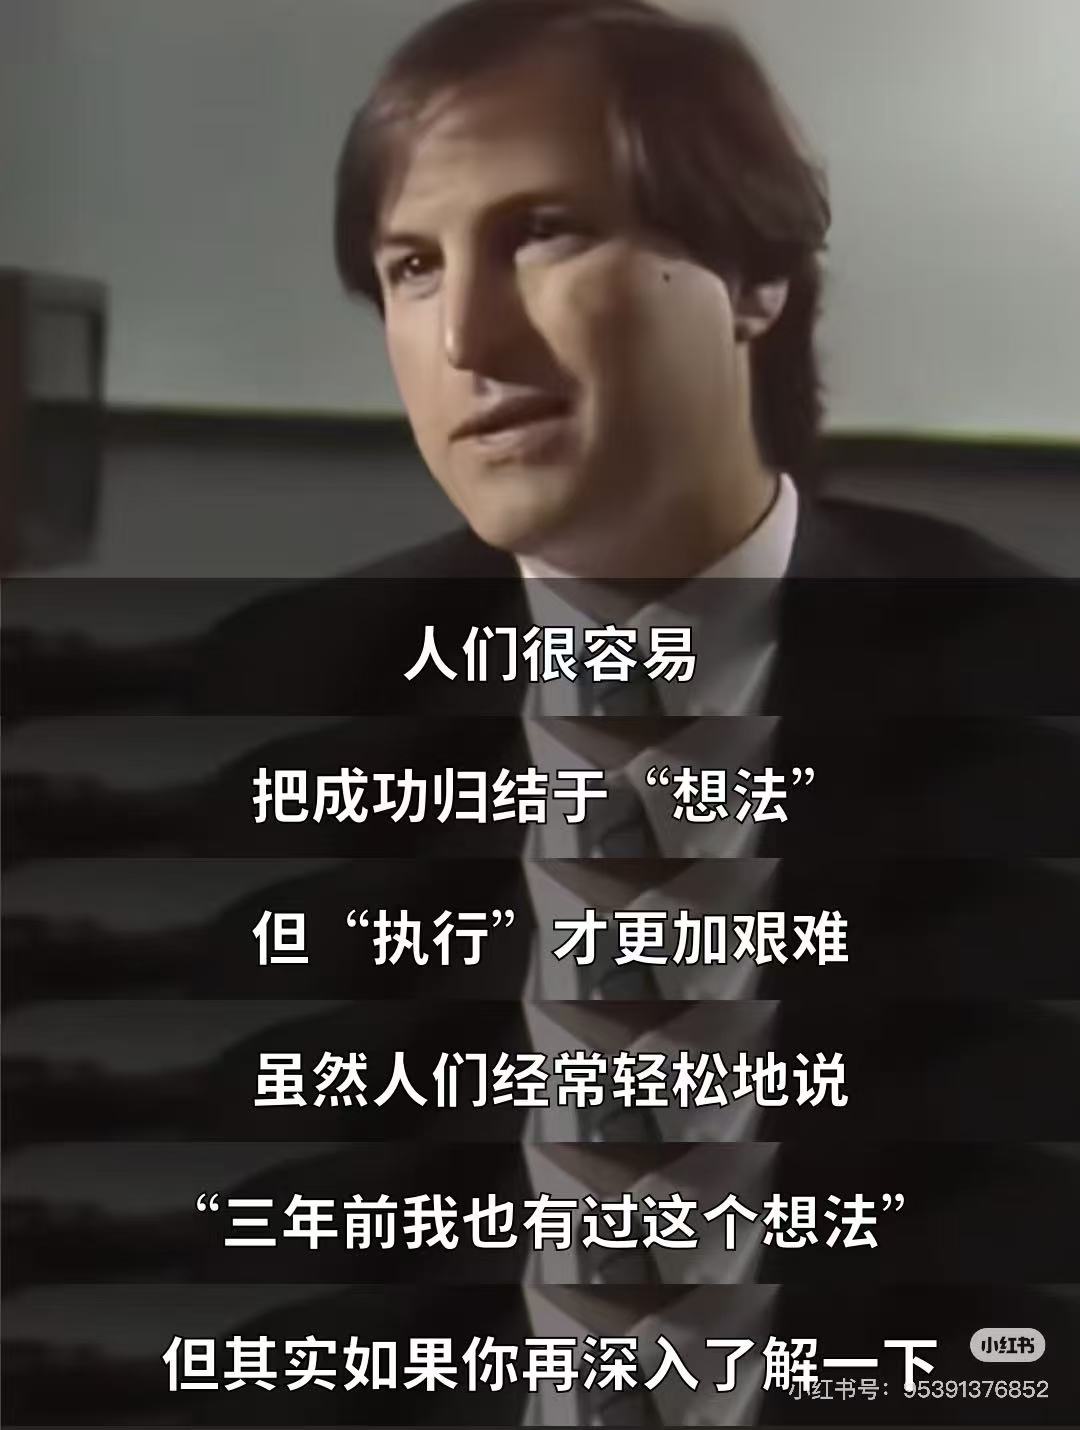 人们很容易
把成功归结于“想法”
但“执行”才更加艰难
虽然人们经常轻松地说
“三年前我也有过这个想法”
但其实如果你再深入了解一下
小红书
小红书号：95391376852